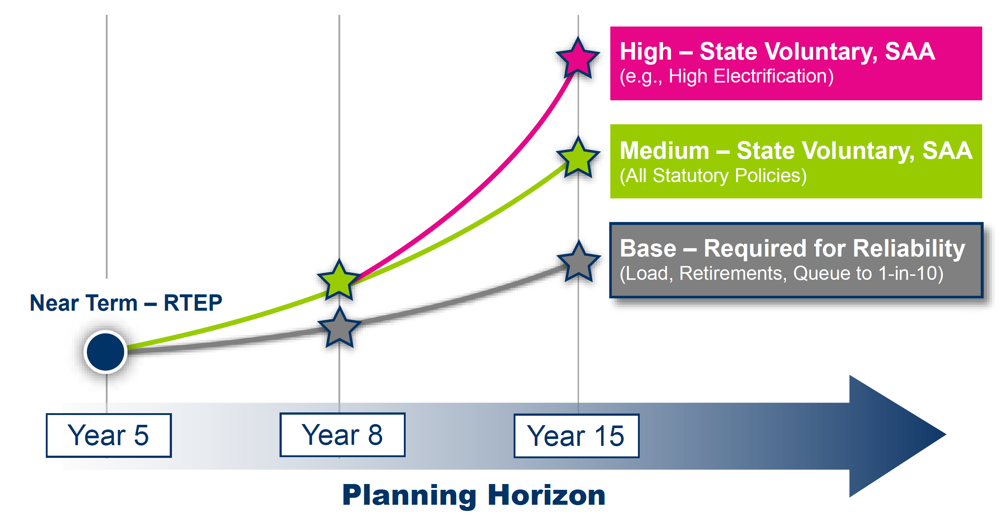 High – State Voluntary, SAA
(e.g., High Electrification)
Medium – State Voluntary, SAA
(All Statutory Policies)
Base – Required for Reliability
(Load, Retirements, Queue to 1-in-10)
Near Term – RTEP
Year 5
Year 8
Year 15
Planning Horizon